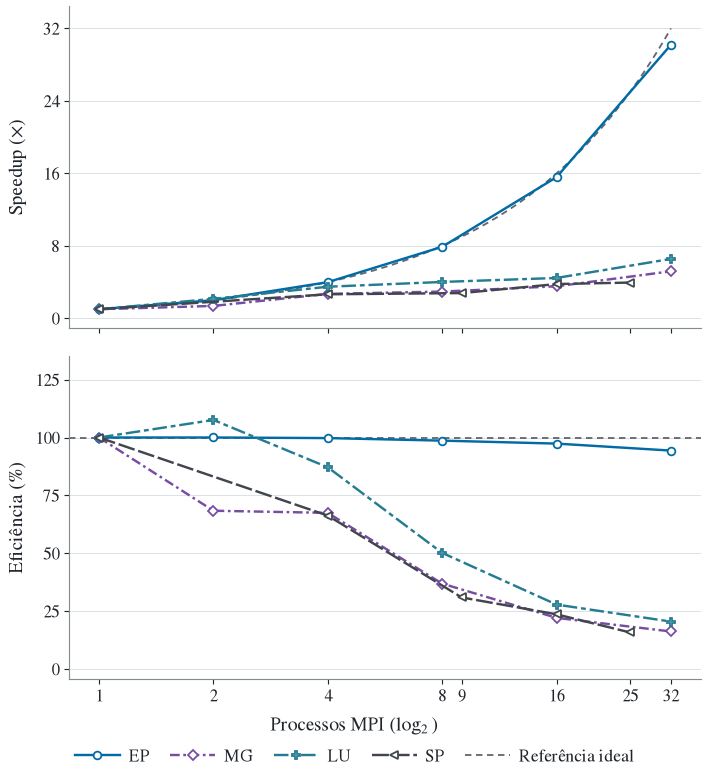 32
24
16
8
0
Speedup (×)
125
100
75
50
25
0
Eficiência (%)
1 2 4 8 9 16 25 32
Processos MPI (log₂ )
EP MG LU SP Referência ideal